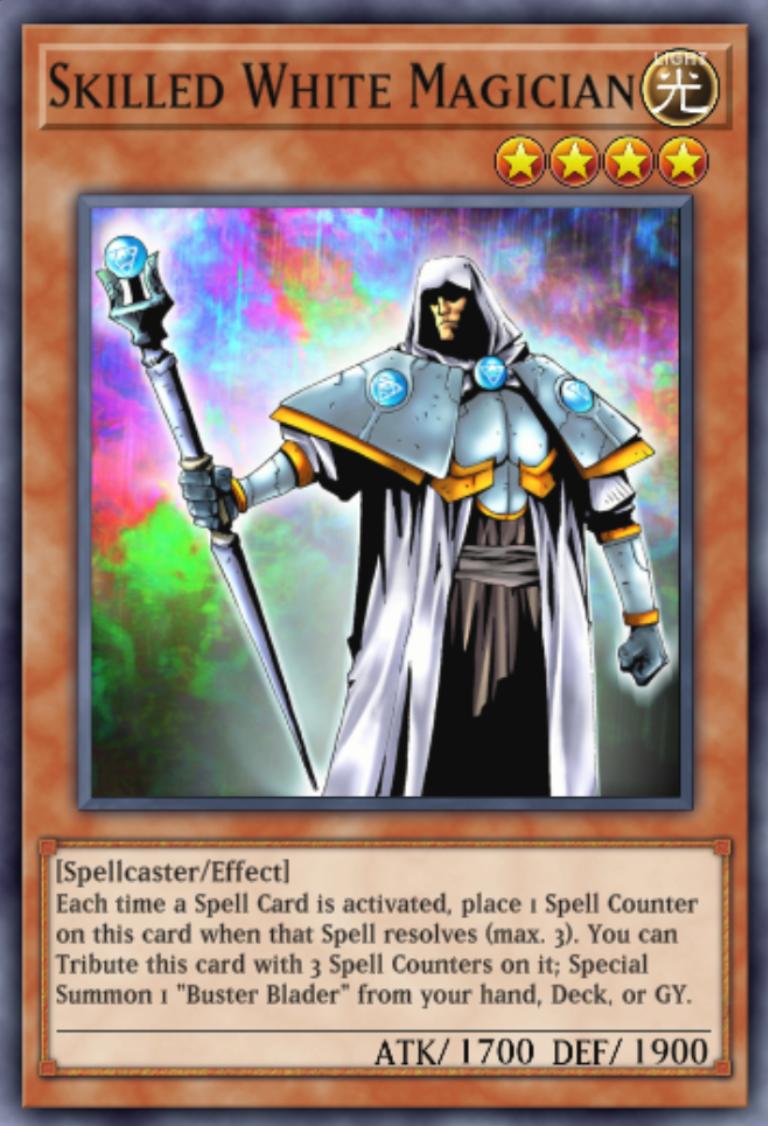 SKILLED WHITE MAGICIAN
LIGHT
光
[Spellcaster/Effect]
Each time a Spell Card is activated, place 1 Spell Counter
on this card when that Spell resolves (max. 3). You can
Tribute this card with 3 Spell Counters on it; Special
Summon 1 "Buster Blader" from your hand, Deck, or GY.
ATK/ 1700 DEF/ 1900